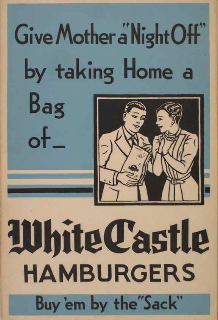 Give Mother a "Night Off"
by taking Home a
Bag
of_
White Castle
HAMBURGERS
Buy 'em by the "Sack"